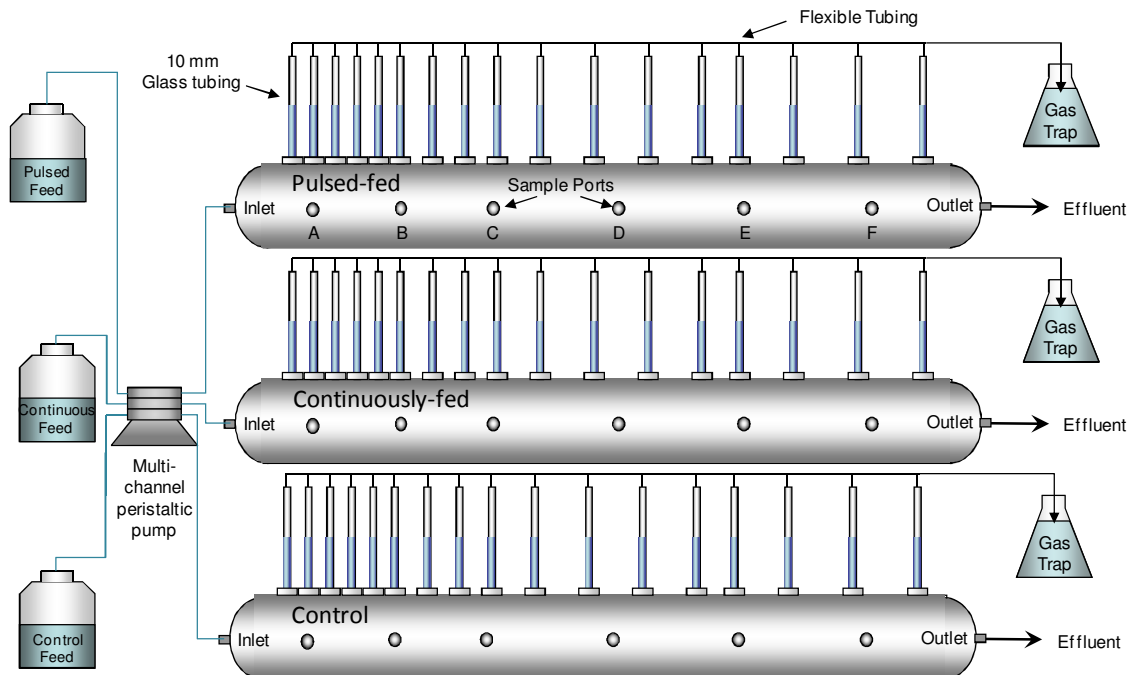 Flexible Tubing
10 mm
Glass tubing
Gas
Trap
Pulsed
Feed
Pulsed-fed
Sample Ports
Inlet
Outlet
Effluent
A
B
C
D
E
F
Gas
Trap
Continuous
Feed
Continuously-fed
Inlet
Outlet
Effluent
Multi-
channel
peristaltic
pump
Gas
Trap
Control
Feed
Control
Inlet
Outlet
Effluent